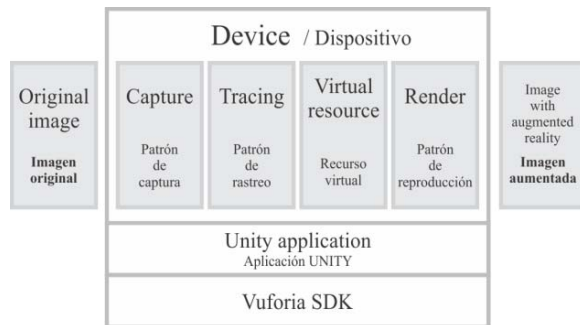 Device / Dispositivo
Original
image
Imagen
original
Capture
Patrón
de
captura
Tracing
Patrón
de
rastreo
Virtual
resource
Recurso
virtual
Render
Patrón
de
reproducción
Image
with
augmented
reality
Imagen
aumentada
Unity application
Aplicación UNITY
Vuforia SDK